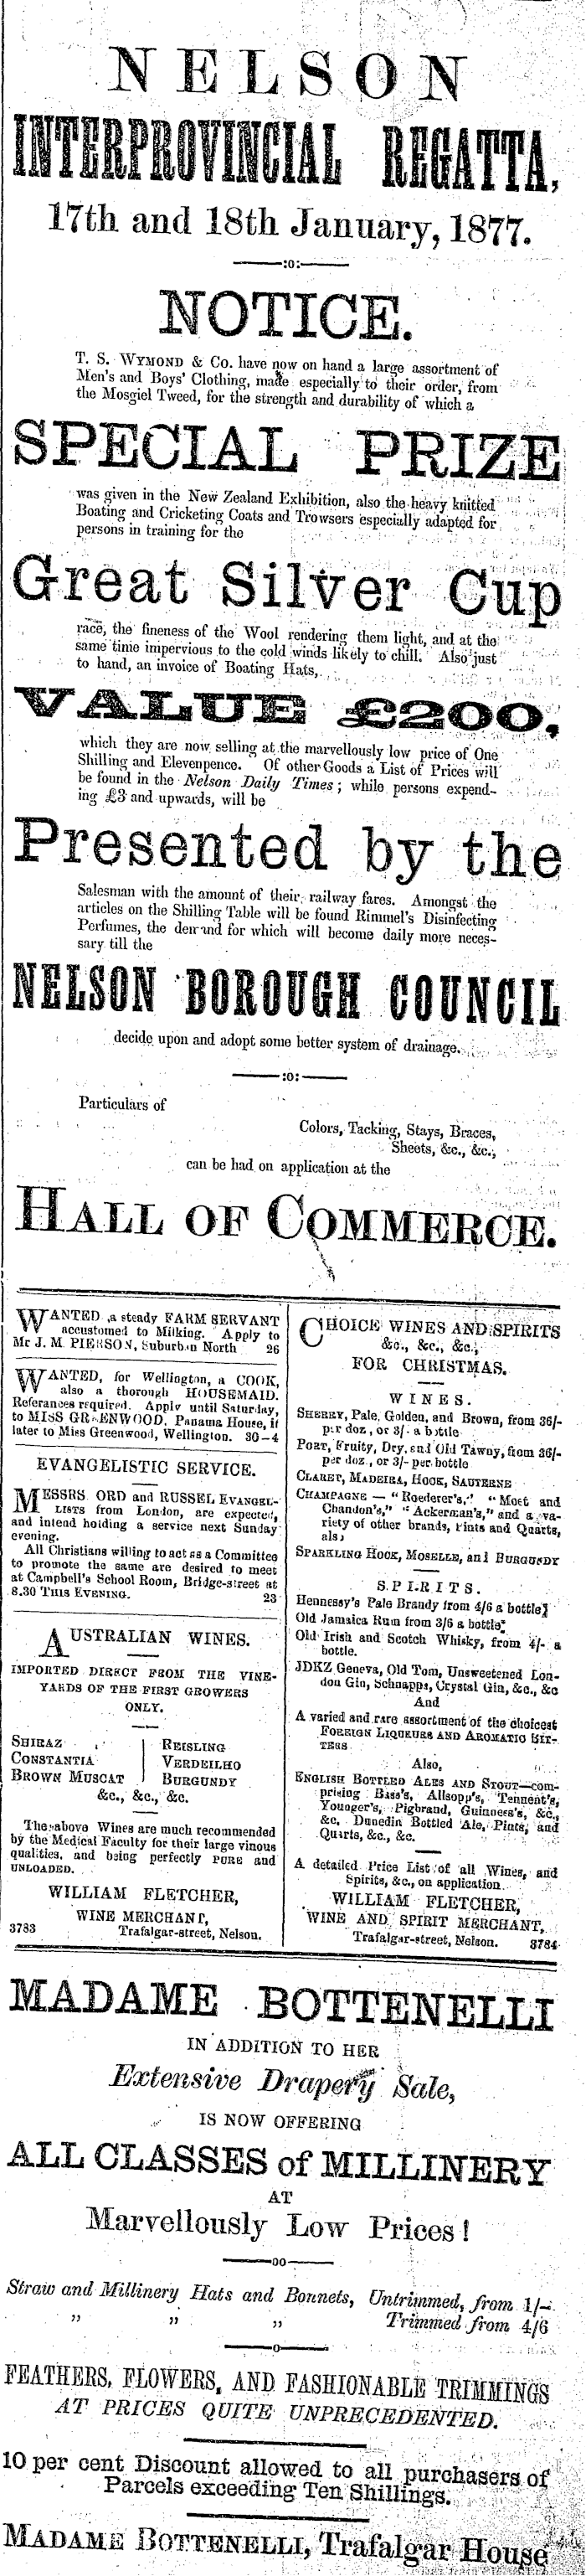 NELSON
INTERPROVINCIAL REGATTA,
17th and 18th January, 1877.
:o:
NOTICE.
T. S. WYMOND & Co. have now on hand a large assortment of
Men's and Boys' Clothing, made especially to their order, from
the Mosgiel Tweed, for the strength and durability of which a
SPECIAL PRIZE
was given in the New Zealand Exhibition, also the heavy knitted
Boating and Cricketing Coats and Trowsers especially adapted for
persons in training for the
Great Silver Cup
race, the fineness of the Wool rendering them light, and at the
same time impervious to the cold winds likely to chill. Also just
to hand, an invoice of Boating Hats,
VALUE £200,
which they are now selling at the marvellously low price of One
Shilling and Elevenpence. Of other Goods a List of Prices will
be found in the Nelson Daily Times; while persons expend-
ing £3 and upwards, will be
Presented by the
Salesman with the amount of their railway fares. Amongst the
articles on the Shilling Table will be found Rimmel's Disinfecting
Perfumes, the demand for which will become daily more neces-
sary till the
NELSON BOROUGH COUNCIL
decide upon and adopt some better system of drainage.
:o:
Particulars of
Colors, Tacking, Stays, Braces,
Sheets, &c., &c.,
can be had on application at the
HALL OF COMMERCE.
WANTED a steady FARM SERVANT
accustomed to Milking. Apply to
Mr J. M. PIERSON, Suburban North 26
WANTED, for Wellington, a COOK,
also a thorough HOUSEMAID.
References required. Apply until Saturday,
to MISS GREENWOOD, Panama House, if
later to Miss Greenwood, Wellington. 30-4
EVANGELISTIC SERVICE.
MESSRS. ORD and RUSSEL EVANGEL-
LISTS from London, are expected,
and intend holding a service next Sunday
evening.
All Christians willing to act as a Committee
to promote the same are desired to meet
at Campbell's School Room, Bridge-street at
8.30 THIS EVENING. 23
AUSTRALIAN WINES.
IMPORTED DIRECT FROM THE VINE-
YARDS OF THE FIRST GROWERS
ONLY.
SHIRAZ REISLING
CONSTANTIA VERDEILHO
BROWN MUSCAT BURGUNDY
&c., &c., &c.
The above Wines are much recommended
by the Medical Faculty for their large vinous
qualities, and being perfectly PURE and
UNLOADED.
WILLIAM FLETCHER,
WINE MERCHANT,
3783 Trafalgar-street, Nelson.
CHOICE WINES AND SPIRITS
&c., &c., &c.,
FOR CHRISTMAS.
WINES.
SHERRY, Pale, Golden, and Brown, from 36/-
per doz., or 3/- a bottle
PORT, Fruity, Dry, and Old Tawny, from 36/-
per doz., or 3/- per bottle
CLARET, MADEIRA, HOCK, SAUTERNE
CHAMPAGNE — "Roederer's," "Moet and
Chandon's," "Ackerman's," and a va-
riety of other brands, Pints and Quarts,
also
SPARKLING HOCK, MOSELLE, and BURGUNDY
SPIRITS.
Hennessy's Pale Brandy from 4/6 a bottle
Old Jamaica Rum from 3/6 a bottle
Old Irish and Scotch Whisky, from 4/- a
bottle.
JDKZ Geneva, Old Tom, Unsweetened Lon-
don Gin, Schnapps, Crystal Gin, &c., &c
And
A varied and rare assortment of the choicest
FOREIGN LIQUEURS AND AROMATIC BIT-
TERS
Also,
ENGLISH BOTTLED ALES AND STOUT—com-
prising Bass's, Allsopp's, Tennent's,
Younger's, Pigbrand, Guinness's, &c.,
&c. Dunedin Bottled Ale, Pints, and
Quarts, &c., &c.
A detailed Price List of all Wines, and
Spirits, &c., on application.
WILLIAM FLETCHER,
WINE AND SPIRIT MERCHANT,
Trafalgar-street, Nelson. 3784
MADAME BOTTENELLI
IN ADDITION TO HER
Extensive Drapery Sale,
IS NOW OFFERING
ALL CLASSES of MILLINERY
AT
Marvellously Low Prices!
oo
Straw and Millinery Hats and Bonnets, Untrimmed, from 1/-
" " " Trimmed from 4/6
o
FEATHERS, FLOWERS, AND FASHIONABLE TRIMMINGS
AT PRICES QUITE UNPRECEDENTED.
10 per cent Discount allowed to all purchasers of
Parcels exceeding Ten Shillings.
MADAME BOTTENELLI, Trafalgar House